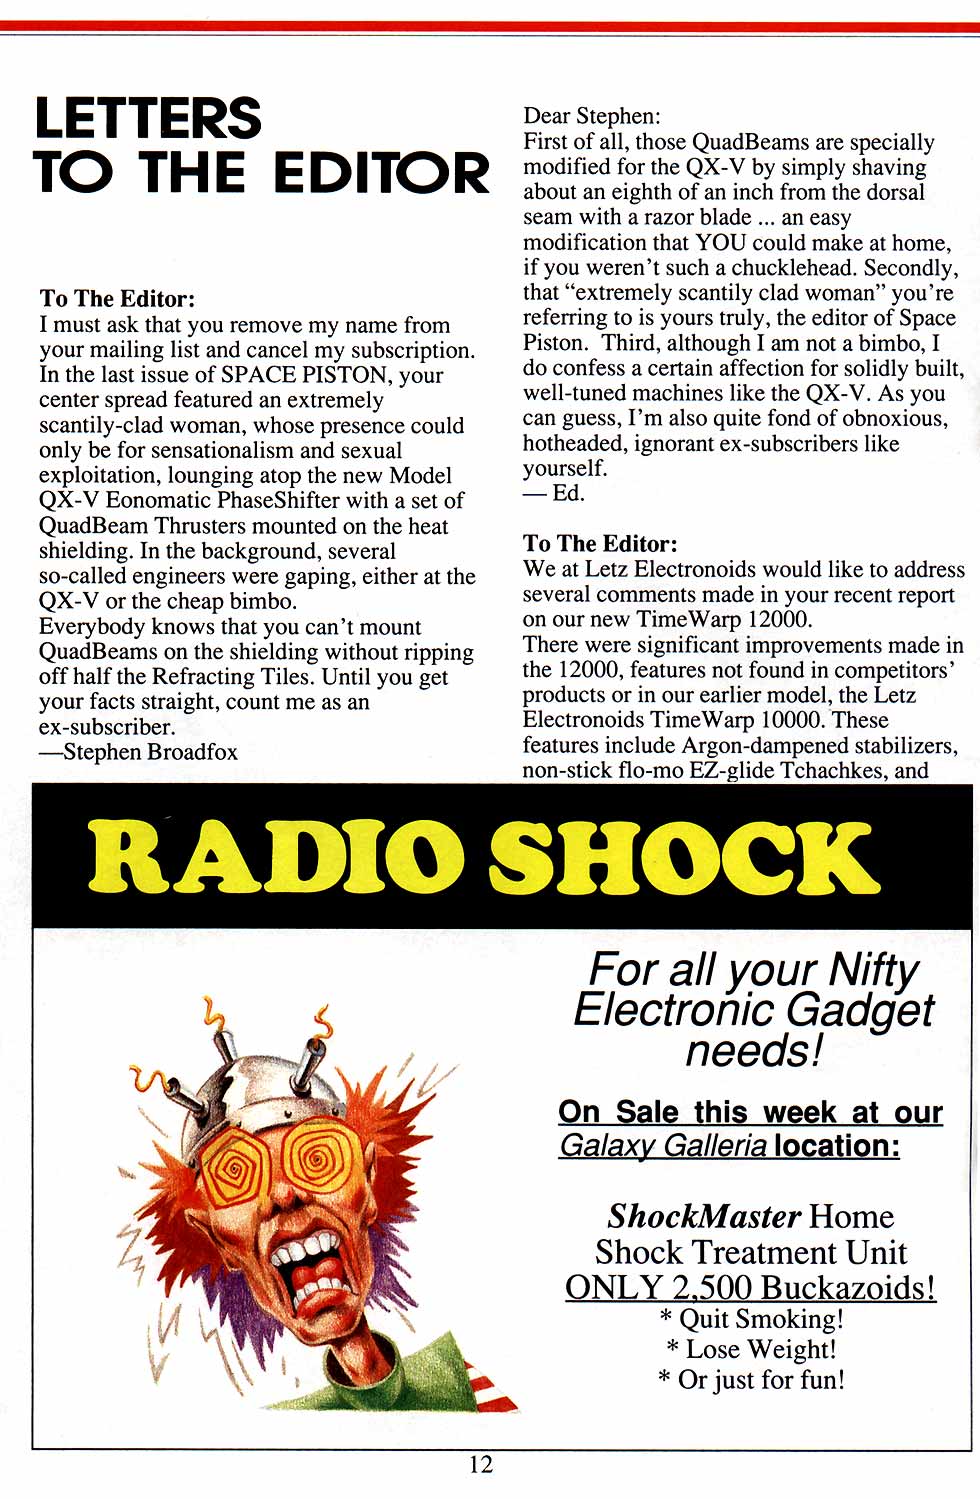 LETTERS
TO THE EDITOR
To The Editor:
I must ask that you remove my name from
your mailing list and cancel my subscription.
In the last issue of SPACE PISTON, your
center spread featured an extremely
scantily-clad woman, whose presence could
only be for sensationalism and sexual
exploitation, lounging atop the new Model
QX-V Eonomatic PhaseShifter with a set of
QuadBeam Thrusters mounted on the heat
shielding. In the background, several
so-called engineers were gaping, either at the
QX-V or the cheap bimbo.
Everybody knows that you can't mount
QuadBeams on the shielding without ripping
off half the Refracting Tiles. Until you get
your facts straight, count me as an
ex-subscriber.
—Stephen Broadfox
Dear Stephen:
First of all, those QuadBeams are specially
modified for the QX-V by simply shaving
about an eighth of an inch from the dorsal
seam with a razor blade ... an easy
modification that YOU could make at home,
if you weren't such a chucklehead. Secondly,
that “extremely scantily clad woman” you're
referring to is yours truly, the editor of Space
Piston.  Third, although I am not a bimbo, I
do confess a certain affection for solidly built,
well-tuned machines like the QX-V. As you
can guess, I'm also quite fond of obnoxious,
hotheaded, ignorant ex-subscribers like
yourself.
— Ed.
To The Editor:
We at Letz Electronoids would like to address
several comments made in your recent report
on our new TimeWarp 12000.
There were significant improvements made in
the 12000, features not found in competitors'
products or in our earlier model, the Letz
Electronoids TimeWarp 10000. These
features include Argon-dampened stabilizers,
non-stick flo-mo EZ-glide Tchachkes, and
RADIO SHOCK
For all your Nifty
Electronic Gadget
needs!
On Sale this week at our
Galaxy Galleria location:
ShockMaster Home
Shock Treatment Unit
ONLY 2,500 Buckazoids!
* Quit Smoking!
* Lose Weight!
* Or just for fun!
12